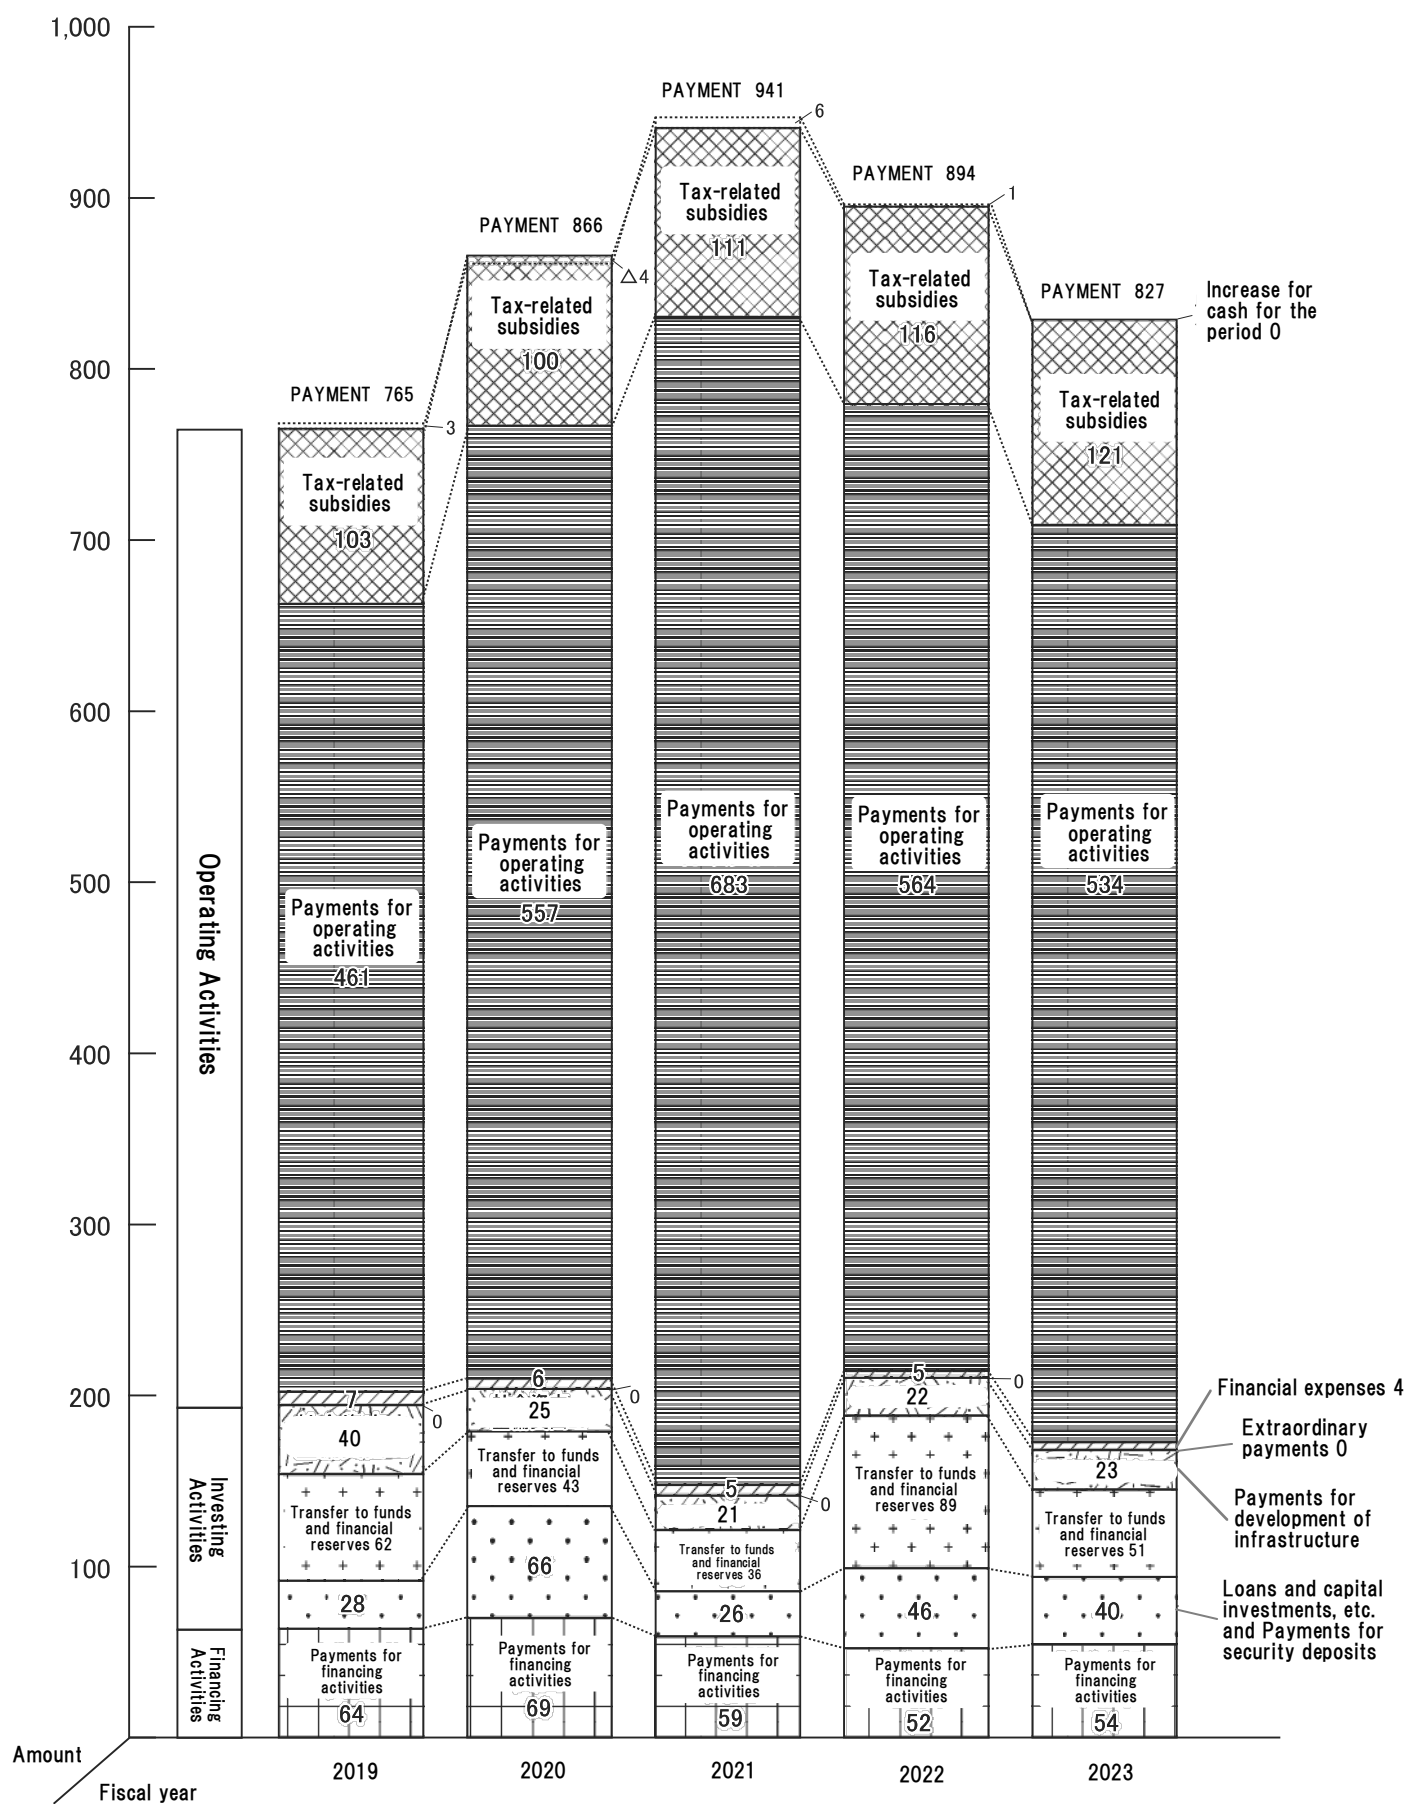 1,000
900
800
700
600
500
400
300
200
100
Amount
Fiscal year
Operating Activities
Investing
Activities
Financing
Activities
PAYMENT 765
3
Tax-related
subsidies
103
Payments for
operating
activities
461
7
0
40
Transfer to funds
and financial
reserves 62
28
Payments for
financing
activities
64
2019
PAYMENT 866
△4
Tax-related
subsidies
100
Payments for
operating
activities
557
6
0
25
Transfer to funds
and financial
reserves 43
66
Payments for
financing
activities
69
2020
PAYMENT 941
6
Tax-related
subsidies
111
Payments for
operating
activities
683
5
0
21
Transfer to funds
and financial
reserves 36
26
Payments for
financing
activities
59
2021
PAYMENT 894
1
Tax-related
subsidies
116
Payments for
operating
activities
564
5
0
22
Transfer to funds
and financial
reserves 89
46
Payments for
financing
activities
52
2022
PAYMENT 827
Increase for
cash for the
period 0
Tax-related
subsidies
121
Payments for
operating
activities
534
Financial expenses 4
Extraordinary
payments 0
23
Payments for
development of
infrastructure
Transfer to funds
and financial
reserves 51
40
Loans and capital
investments, etc.
and Payments for
security deposits
Payments for
financing
activities
54
2023